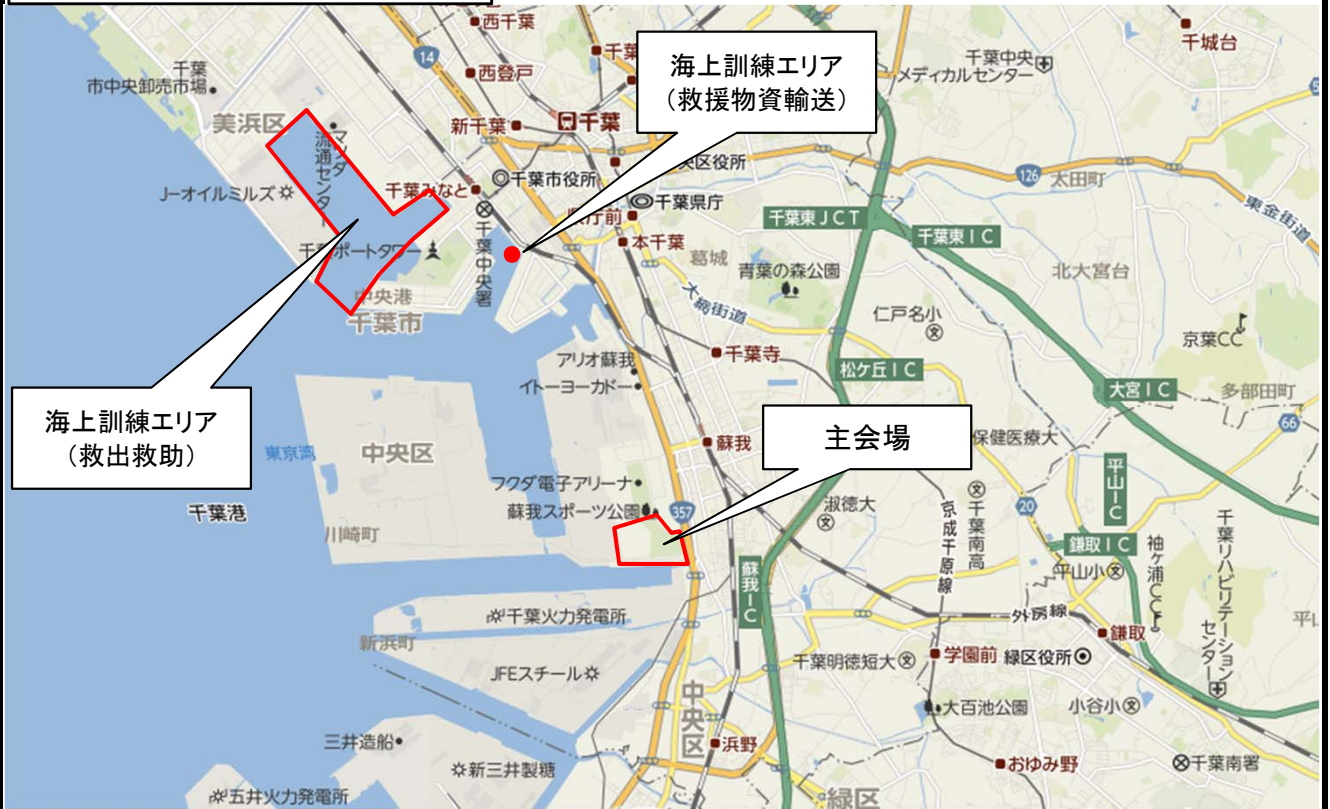 西千葉
千葉
市中央卸売市場
14
西登戸
千葉
海上訓練エリア
（救援物資輸送）
千葉中央
メディカルセンター
千城台
美浜区
マツダ
流通センター
新千葉
千葉
央区役所
126
太田町
東金街道
J-オイルミルズ
千葉みなと
千葉市役所
千葉県庁
県庁前
千葉東JCT
千葉東IC
千葉ポートタワー
千葉中央署
本千葉
葛城
青葉の森公園
北大宮台
中央港
千葉市
大網街道
仁戸名小
京葉CC
アリオ蘇我
イトーヨーカドー
千葉寺
松ケ丘IC
大宮IC
多部田町
66
海上訓練エリア
（救出救助）
東京湾
中央区
蘇我
主会場
保健医療大
平山IC
千葉港
フクダ電子アリーナ
蘇我スポーツ公園
357
淑徳大
京成千原線
千葉南高
20
川崎町
鎌取IC
平山小
袖ヶ浦CC
千葉リハビリテーション
センター
蘇我IC
千葉火力発電所
外房線
平山
新浜町
鎌取
JFEスチール
千葉明徳短大
学園前
緑区役所
中央区
大百池公園
小谷小
三井造船
浜野
新三井製糖
おゆみ野
千葉南署
五井火力発電所
緑区